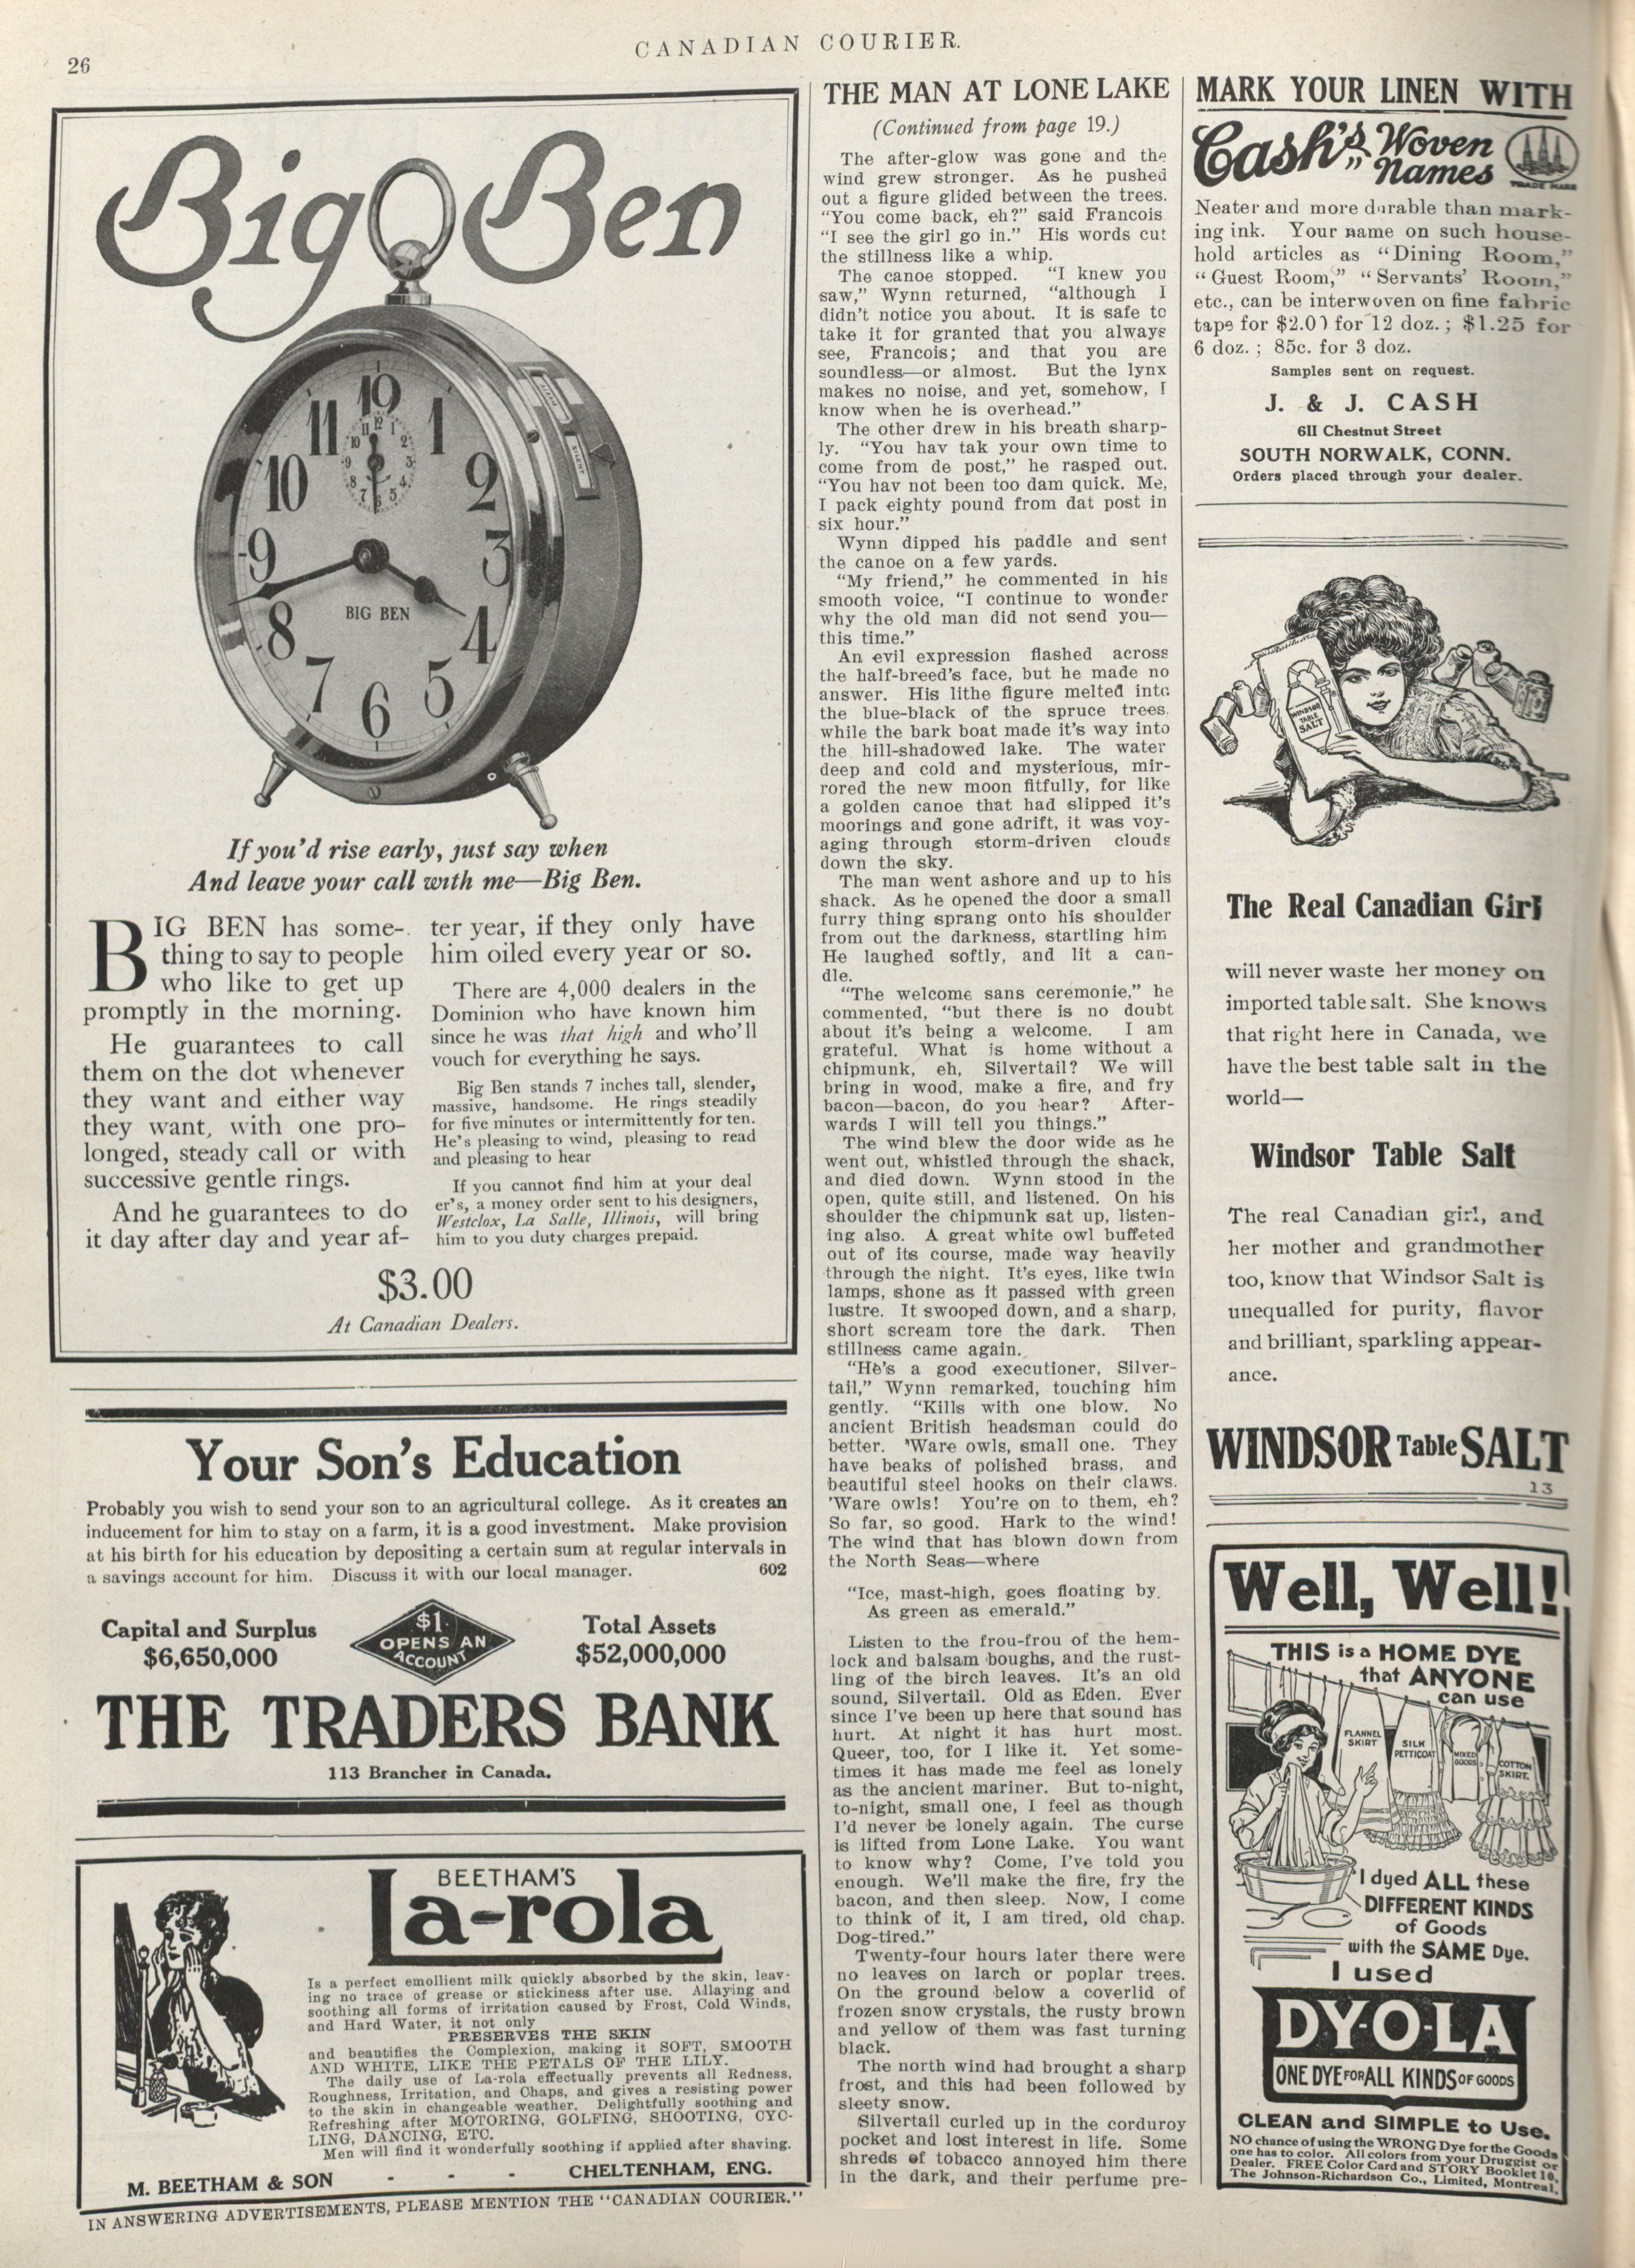 26
CANADIAN COURIER.
Big Ben
12
11
1
10
2
9
3
8
4
7
5
6
BIG BEN
SILENT
If you'd rise early, just say when
And leave your call with me—Big Ben.
BIG BEN has some-
thing to say to people
who like to get up
promptly in the morning.
He guarantees to call
them on the dot whenever
they want and either way
they want, with one pro-
longed, steady call or with
successive gentle rings.
And he guarantees to do
it day after day and year af-
ter year, if they only have
him oiled every year or so.
There are 4,000 dealers in the
Dominion who have known him
since he was that high and who'll
vouch for everything he says.
Big Ben stands 7 inches tall, slender,
massive, handsome. He rings steadily
for five minutes or intermittently for ten.
He's pleasing to wind, pleasing to read
and pleasing to hear
If you cannot find him at your deal
er's, a money order sent to his designers,
Westclox, La Salle, Illinois, will bring
him to you duty charges prepaid.
$3.00
At Canadian Dealers.
Your Son's Education
Probably you wish to send your son to an agricultural college. As it creates an
inducement for him to stay on a farm, it is a good investment. Make provision
at his birth for his education by depositing a certain sum at regular intervals in
a savings account for him. Discuss it with our local manager. 602
Capital and Surplus
$6,650,000
$1.
OPENS AN
ACCOUNT
Total Assets
$52,000,000
THE TRADERS BANK
113 Branches in Canada.
BEETHAM'S
La-rola
Is a perfect emollient milk quickly absorbed by the skin, leav-
ing no trace of grease or stickiness after use. Allaying and
soothing all forms of irritation caused by Frost, Cold Winds,
and Hard Water, it not only
PRESERVES THE SKIN
and beautifies the Complexion, making it SOFT, SMOOTH
AND WHITE, LIKE THE PETALS OF THE LILY.
The daily use of La-rola effectually prevents all Redness,
Roughness, Irritation, and Chaps, and gives a resisting power
to the skin in changeable weather. Delightfully soothing and
Refreshing after MOTORING, GOLFING, SHOOTING, CYC-
LING, DANCING, ETC.
Men will find it wonderfully soothing if applied after shaving.
M. BEETHAM & SON - - - CHELTENHAM, ENG.
IN ANSWERING ADVERTISEMENTS, PLEASE MENTION THE "CANADIAN COURIER."
THE MAN AT LONE LAKE
(Continued from page 19.)
The after-glow was gone and the
wind grew stronger. As he pushed
out a figure glided between the trees.
"You come back, eh?" said Francois
"I see the girl go in." His words cut
the stillness like a whip.
The canoe stopped. "I knew you
saw," Wynn returned, "although I
didn't notice you about. It is safe to
take it for granted that you always
see, Francois; and that you are
soundless—or almost. But the lynx
makes no noise, and yet, somehow, I
know when he is overhead."
The other drew in his breath sharp-
ly. "You hav tak your own time to
come from de post," he rasped out.
"You hav not been too dam quick. Me,
I pack eighty pound from dat post in
six hour."
Wynn dipped his paddle and sent
the canoe on a few yards.
"My friend," he commented in his
smooth voice, "I continue to wonder
why the old man did not send you—
this time."
An evil expression flashed across
the half-breed's face, but he made no
answer. His lithe figure melted into
the blue-black of the spruce trees.
while the bark boat made it's way into
the hill-shadowed lake. The water
deep and cold and mysterious, mir-
rored the new moon fitfully, for like
a golden canoe that had slipped it's
moorings and gone adrift, it was voy-
aging through storm-driven clouds
down the sky.
The man went ashore and up to his
shack. As he opened the door a small
furry thing sprang onto his shoulder
from out the darkness, startling him
He laughed softly, and lit a can-
dle.
"The welcome sans ceremonie," he
commented, "but there is no doubt
about it's being a welcome. I am
grateful. What is home without a
chipmunk, eh, Silvertail? We will
bring in wood, make a fire, and fry
bacon—bacon, do you hear? After-
wards I will tell you things."
The wind blew the door wide as he
went out, whistled through the shack,
and died down. Wynn stood in the
open, quite still, and listened. On his
shoulder the chipmunk sat up, listen-
ing also. A great white owl buffeted
out of its course, made way heavily
through the night. It's eyes, like twin
lamps, shone as it passed with green
lustre. It swooped down, and a sharp,
short scream tore the dark. Then
stillness came again.
"He's a good executioner, Silver-
tail," Wynn remarked, touching him
gently. "Kills with one blow. No
ancient British headsman could do
better. 'Ware owls, small one. They
have beaks of polished brass, and
beautiful steel hooks on their claws.
'Ware owls! You're on to them, eh?
So far, so good. Hark to the wind!
The wind that has blown down from
the North Seas—where
"Ice, mast-high, goes floating by.
As green as emerald."
Listen to the frou-frou of the hem-
lock and balsam boughs, and the rust-
ling of the birch leaves. It's an old
sound, Silvertail. Old as Eden. Ever
since I've been up here that sound has
hurt. At night it has hurt most.
Queer, too, for I like it. Yet some-
times it has made me feel as lonely
as the ancient mariner. But to-night,
to-night, small one, I feel as though
I'd never be lonely again. The curse
is lifted from Lone Lake. You want
to know why? Come, I've told you
enough. We'll make the fire, fry the
bacon, and then sleep. Now, I come
to think of it, I am tired, old chap.
Dog-tired."
Twenty-four hours later there were
no leaves on larch or poplar trees.
On the ground below a coverlid of
frozen snow crystals, the rusty brown
and yellow of them was fast turning
black.
The north wind had brought a sharp
frost, and this had been followed by
sleety snow.
Silvertail curled up in the corduroy
pocket and lost interest in life. Some
shreds of tobacco annoyed him there
in the dark, and their perfume pre-
MARK YOUR LINEN WITH
Cash's Woven
Names
TRADE MARK
Neater and more durable than mark-
ing ink. Your name on such house-
hold articles as "Dining Room,"
"Guest Room," "Servants' Room,"
etc., can be interwoven on fine fabric
tape for $2.00 for 12 doz.; $1.25 for
6 doz.; 85c. for 3 doz.
Samples sent on request.
J. & J. CASH
611 Chestnut Street
SOUTH NORWALK, CONN.
Orders placed through your dealer.
WINDSOR
TABLE
SALT
The Real Canadian Girl
will never waste her money on
imported table salt. She knows
that right here in Canada, we
have the best table salt in the
world—
Windsor Table Salt
The real Canadian girl, and
her mother and grandmother
too, know that Windsor Salt is
unequalled for purity, flavor
and brilliant, sparkling appear-
ance.
WINDSOR Table SALT
13
Well, Well!
THIS is a HOME DYE
that ANYONE
can use
FLANNEL
SKIRT
SILK
PETTICOAT
MIXED
GOODS
COTTON
SKIRT.
I dyed ALL these
DIFFERENT KINDS
of Goods
with the SAME Dye.
I used
DY-O-LA
ONE DYE FOR ALL KINDS OF GOODS
CLEAN and SIMPLE to Use.
NO chance of using the WRONG Dye for the Goods
one has to color. All colors from your Druggist or
Dealer. FREE Color Card and STORY Booklet 10.
The Johnson-Richardson Co., Limited, Montreal.